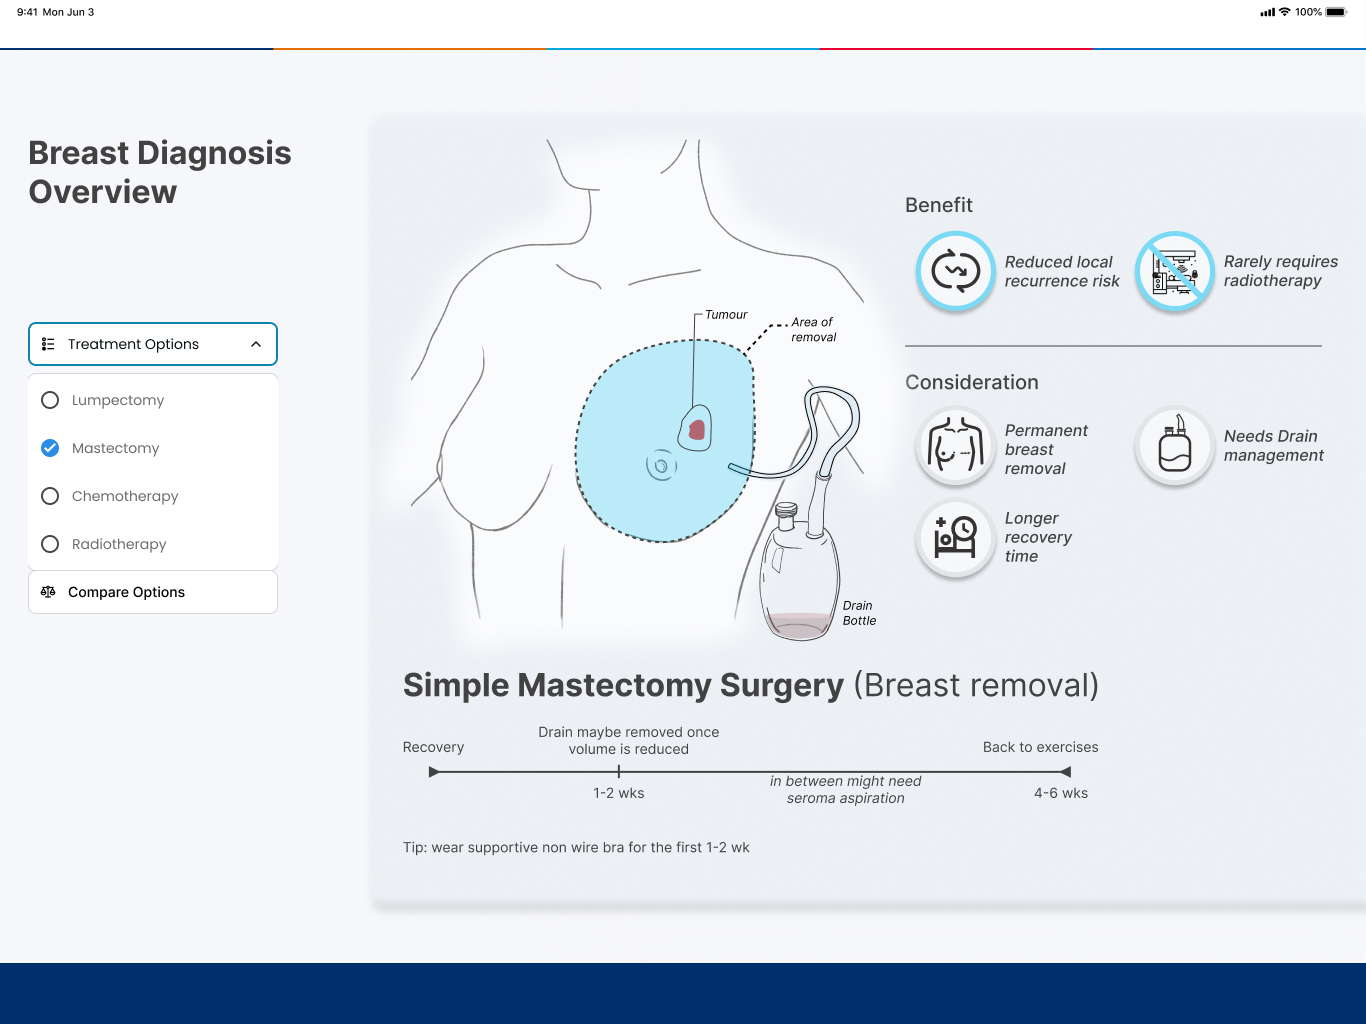 9:41 Mon Jun 3
100%
Breast Diagnosis
Overview
Treatment Options
Lumpectomy
Mastectomy
Chemotherapy
Radiotherapy
Compare Options
Tumour
Area of
removal
Drain
Bottle
Benefit
Reduced local
recurrence risk
Rarely requires
radiotherapy
Consideration
Permanent
breast
removal
Needs Drain
management
Longer
recovery
time
Simple Mastectomy Surgery (Breast removal)
Recovery
Drain maybe removed once
volume is reduced
Back to exercises
1-2 wks
in between might need
seroma aspiration
4-6 wks
Tip: wear supportive non wire bra for the first 1-2 wk